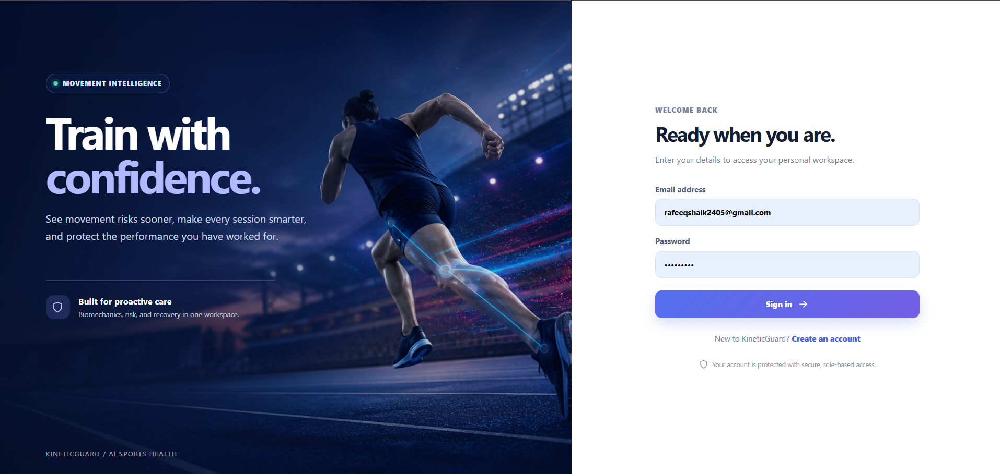 MOVEMENT INTELLIGENCE
Train with
confidence.
See movement risks sooner, make every session smarter,
and protect the performance you have worked for.
Built for proactive care
Biomechanics, risk, and recovery in one workspace.
KINETICGUARD / AI SPORTS HEALTH
WELCOME BACK
Ready when you are.
Enter your details to access your personal workspace.
Email address
rafeeqshaik2405@gmail.com
Password
•••••••••
Sign in →
New to KineticGuard? Create an account
Your account is protected with secure, role-based access.